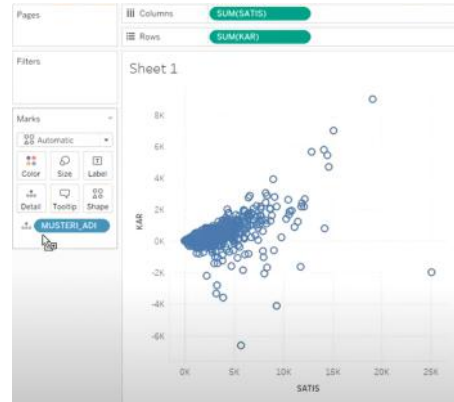 Pages
Columns
SUM(SATIS)
Rows
SUM(KAR)
Filters
Sheet 1
Marks
Automatic
Color
Size
Label
Detail
Tooltip
Shape
MUSTERI_ADI
8K
6K
4K
2K
0K
-2K
-4K
-6K
KAR
0K
5K
10K
15K
20K
25K
SATIS